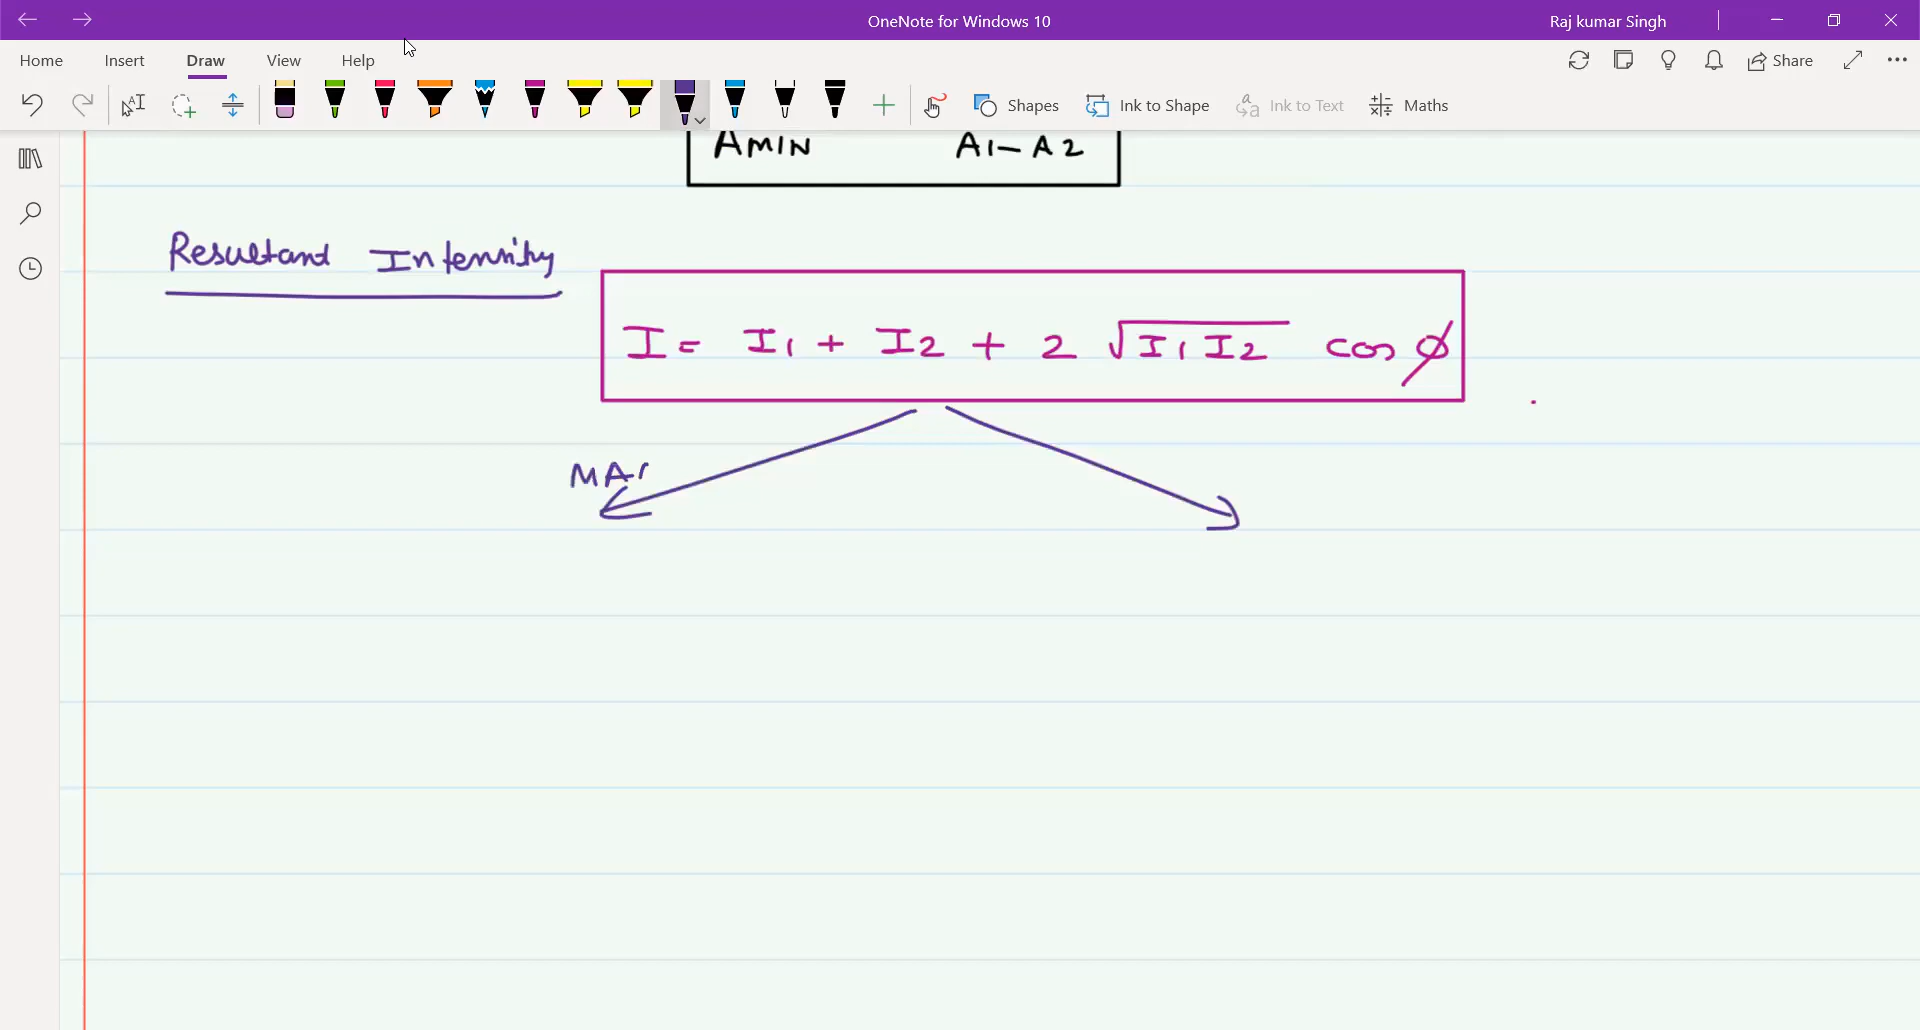 OneNote for Windows 10
Raj kumar Singh
Home Insert Draw View Help
Share
Shapes Ink to Shape Ink to Text Maths
AMIN A1 - A2
Resultand Intensity
I = I1 + I2 + 2 √I1 I2 cos ϕ
MA